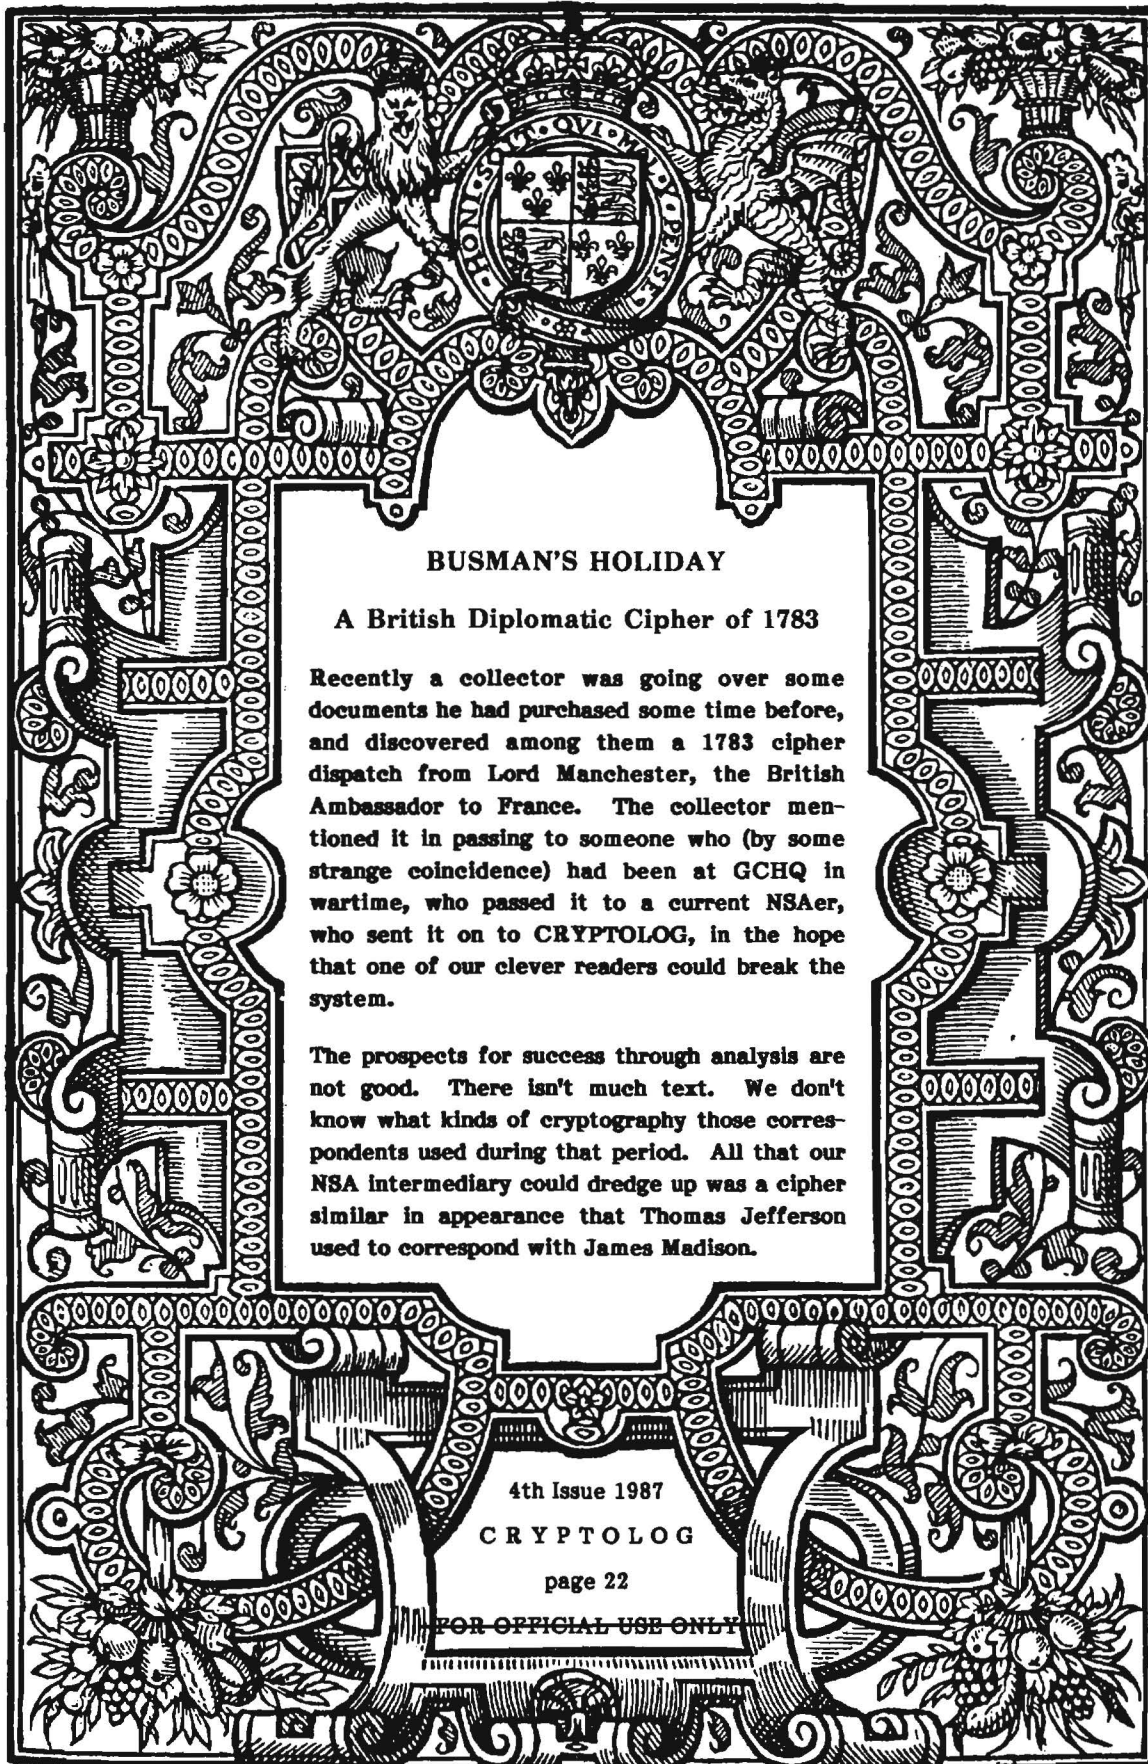 HONI · SOIT · QVI · MAL · Y · PENSE
BUSMAN'S HOLIDAY
A British Diplomatic Cipher of 1783
Recently a collector was going over some
documents he had purchased some time before,
and discovered among them a 1783 cipher
dispatch from Lord Manchester, the British
Ambassador to France. The collector men-
tioned it in passing to someone who (by some
strange coincidence) had been at GCHQ in
wartime, who passed it to a current NSAer,
who sent it on to CRYPTOLOG, in the hope
that one of our clever readers could break the
system.
The prospects for success through analysis are
not good. There isn't much text. We don't
know what kinds of cryptography those corres-
pondents used during that period. All that our
NSA intermediary could dredge up was a cipher
similar in appearance that Thomas Jefferson
used to correspond with James Madison.
4th Issue 1987
CRYPTOLOG
page 22
FOR OFFICIAL USE ONLY